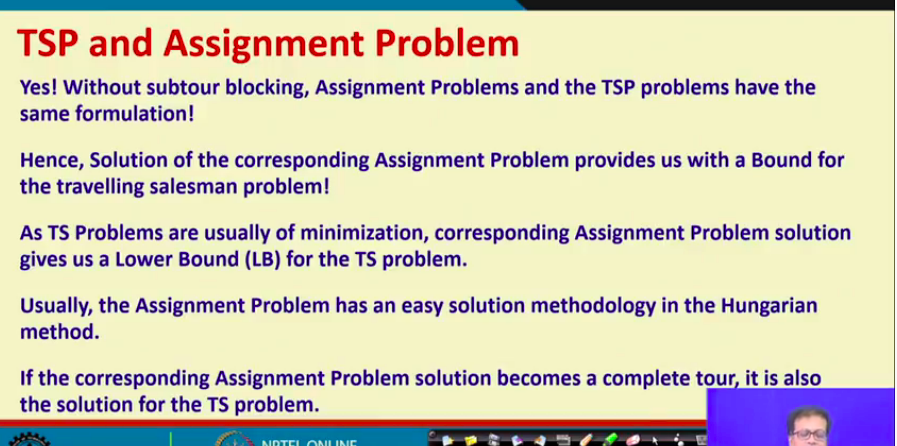 TSP and Assignment Problem
Yes! Without subtour blocking, Assignment Problems and the TSP problems have the
same formulation!
Hence, Solution of the corresponding Assignment Problem provides us with a Bound for
the travelling salesman problem!
As TS Problems are usually of minimization, corresponding Assignment Problem solution
gives us a Lower Bound (LB) for the TS problem.
Usually, the Assignment Problem has an easy solution methodology in the Hungarian
method.
If the corresponding Assignment Problem solution becomes a complete tour, it is also
the solution for the TS problem.
NPTEL ONLINE